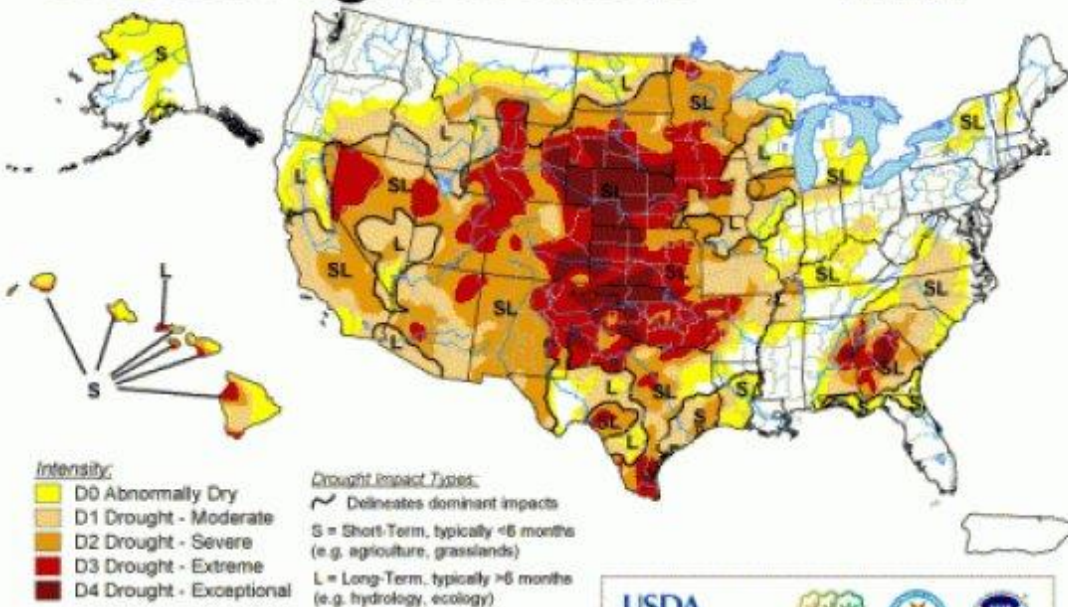 S
SL
L
SL
SL
L
L
L
SL
SL
SL
L
L
SL
SL
L
SL
SL
SL
L
SL
L
L
SL
S
SL
S
S
SL
L
L
S
Intensity:
D0 Abnormally Dry
D1 Drought - Moderate
D2 Drought - Severe
D3 Drought - Extreme
D4 Drought - Exceptional
Drought Impact Types:
Delineates dominant impacts
S = Short-Term, typically <6 months
(e.g. agriculture, grasslands)
L = Long-Term, typically >6 months
(e.g. hydrology, ecology)
USDA